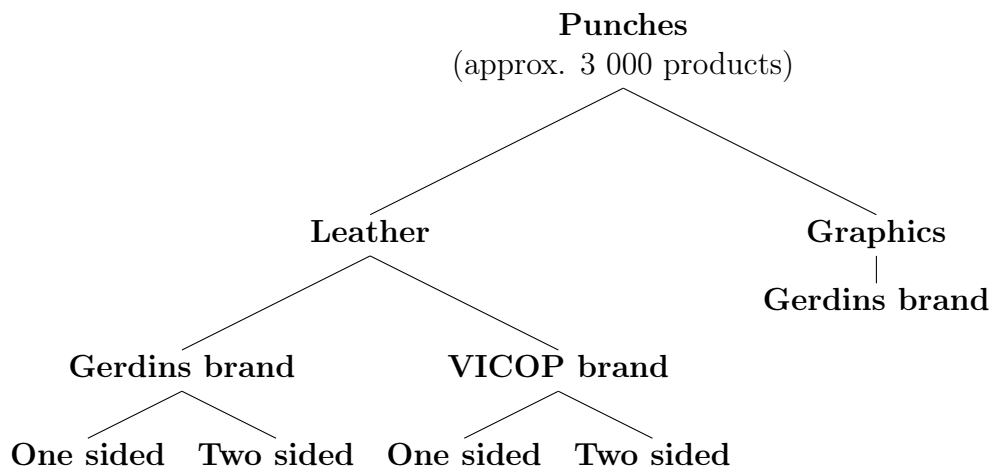 Punches
(approx. 3 000 products)
Leather
Graphics
Gerdins brand
Gerdins brand
VICOP brand
One sided
Two sided
One sided
Two sided